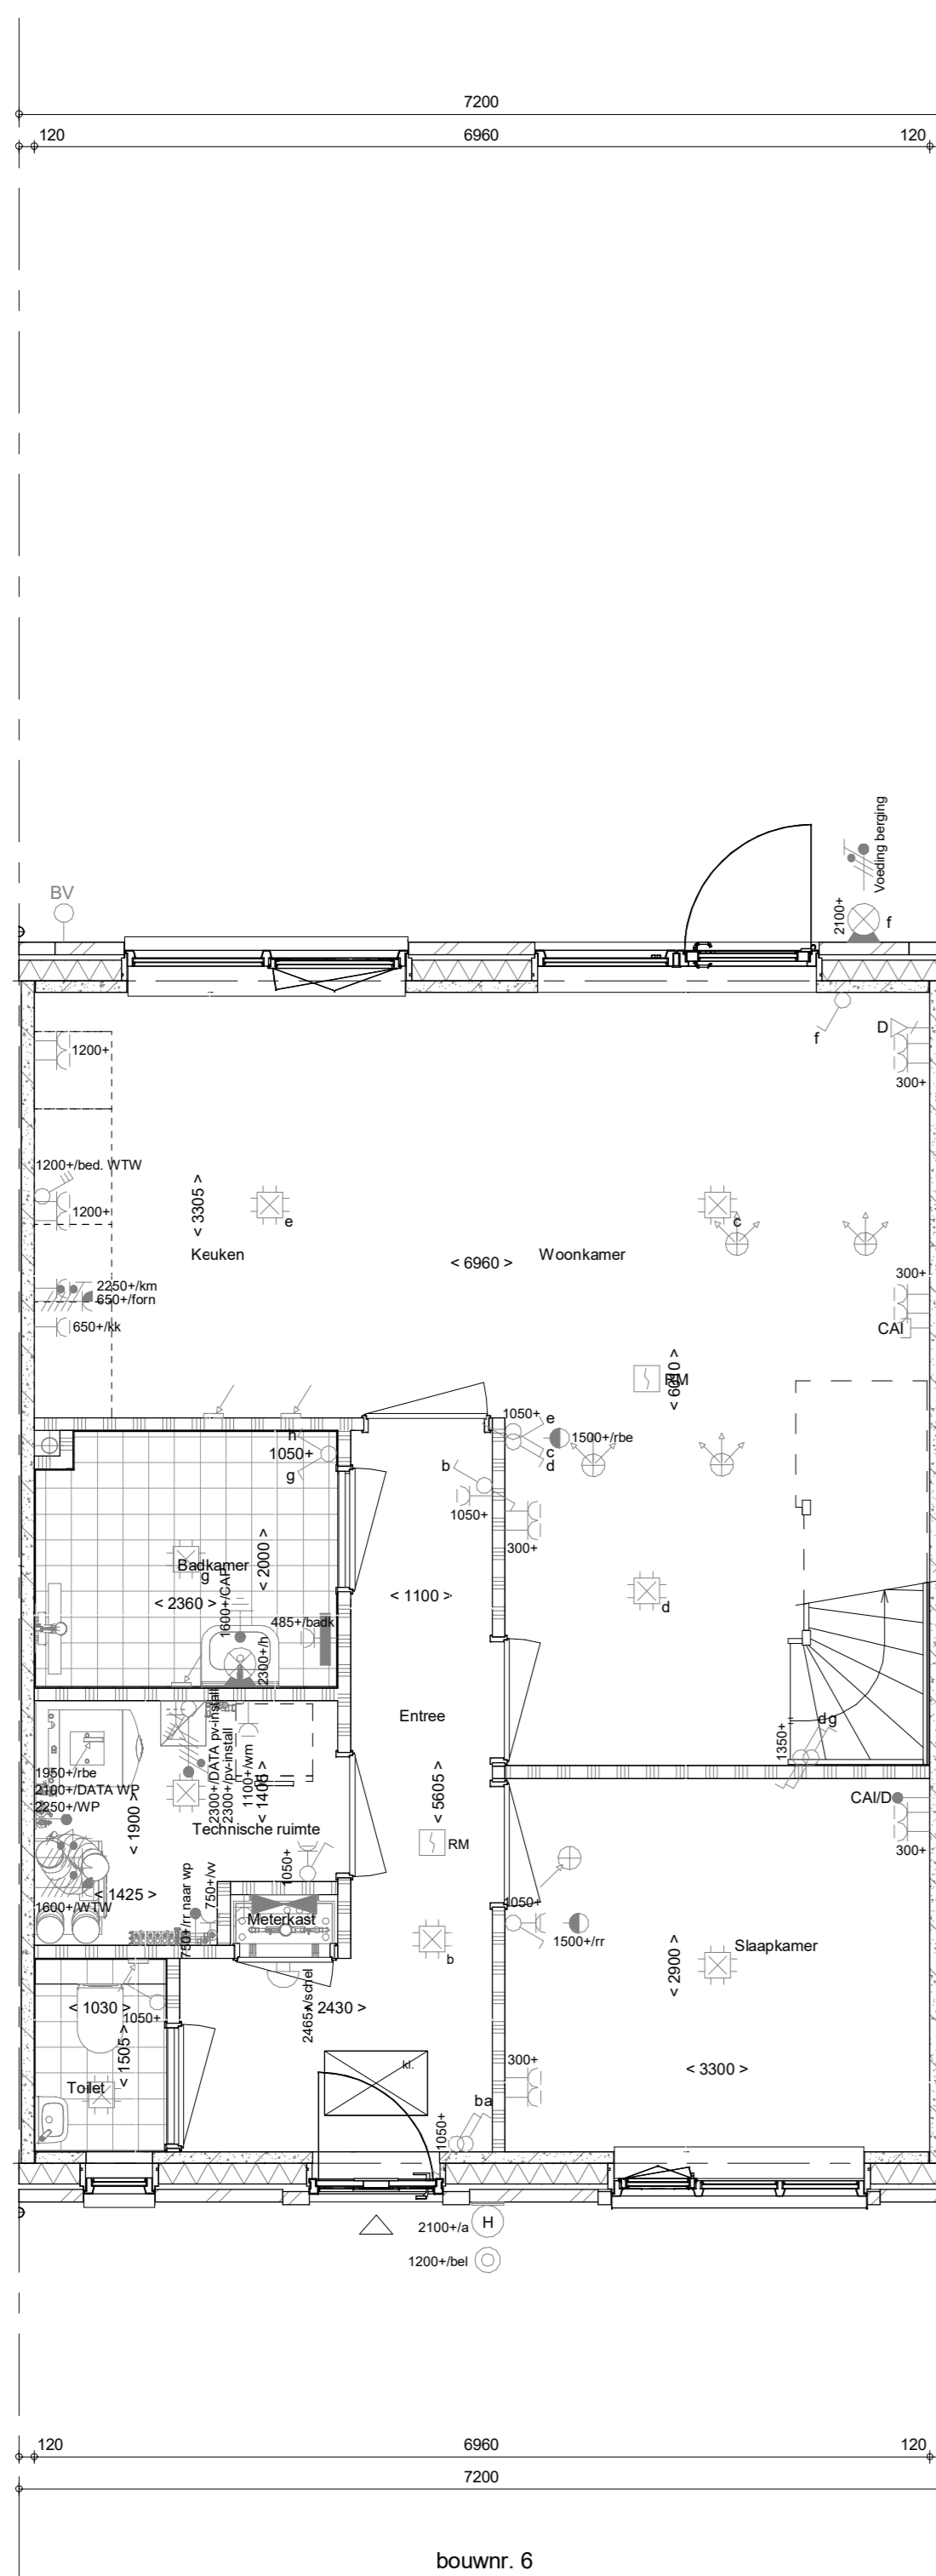 7200
120
6960
120
Voeding berging
BV
2100+
f
f
D
300+
1200+
1200+/bed. WTW
1200+
< 3305 >
e
c
Keuken
< 6960 >
Woonkamer
300+
2250+/km
650+/forn
650+/kk
CAI
RM
h
1050+
g
1050+
e
c
d
1500+/rbe
b
1050+
300+
Badkamer
g
< 2000 >
< 2360 >
1600+/CAP
< 1100 >
485+/badk
2300+/h
d
Entree
1350+
d
g
2300+/DATA pv-install
2300+/pv-install
1100+/wm
1950+/rbe
2100+/DATA WP
2250+/WP
< 1900 >
< 5605 >
CAI/D
300+
Technische ruimte
RM
1050+
750+/vv
750+/rr naar wp
< 1425 >
1600+/WTW
1050+
Meterkast
1500+/rr
b
Slaapkamer
< 2900 >
2465+/schel
< 1030 >
1050+
< 2430 >
< 1505 >
kl.
300+
< 3300 >
Toilet
b
a
1050+
2100+/a
H
1200+/bel
120
6960
120
7200
bouwnr. 6